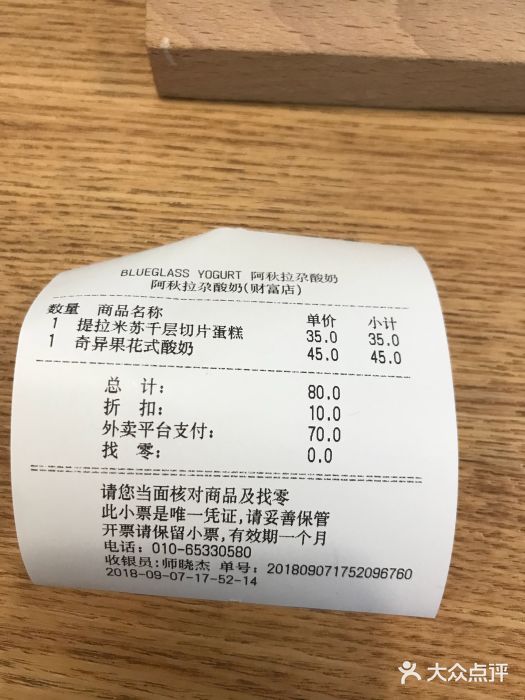 BLUEGLASS YOGURT 阿秋拉尕酸奶
阿秋拉尕酸奶(财富店)
数量 商品名称 单价 小计
1 提拉米苏千层切片蛋糕 35.0 35.0
1 奇异果花式酸奶 45.0 45.0
总 计: 80.0
折 扣: 10.0
外卖平台支付: 70.0
找 零: 0.0
请您当面核对商品及找零
此小票是唯一凭证,请妥善保管
开票请保留小票,有效期一个月
电话: 010-65330580
收银员:师晓杰 单号: 201809071752096760
2018-09-07-17-52-14
大众点评